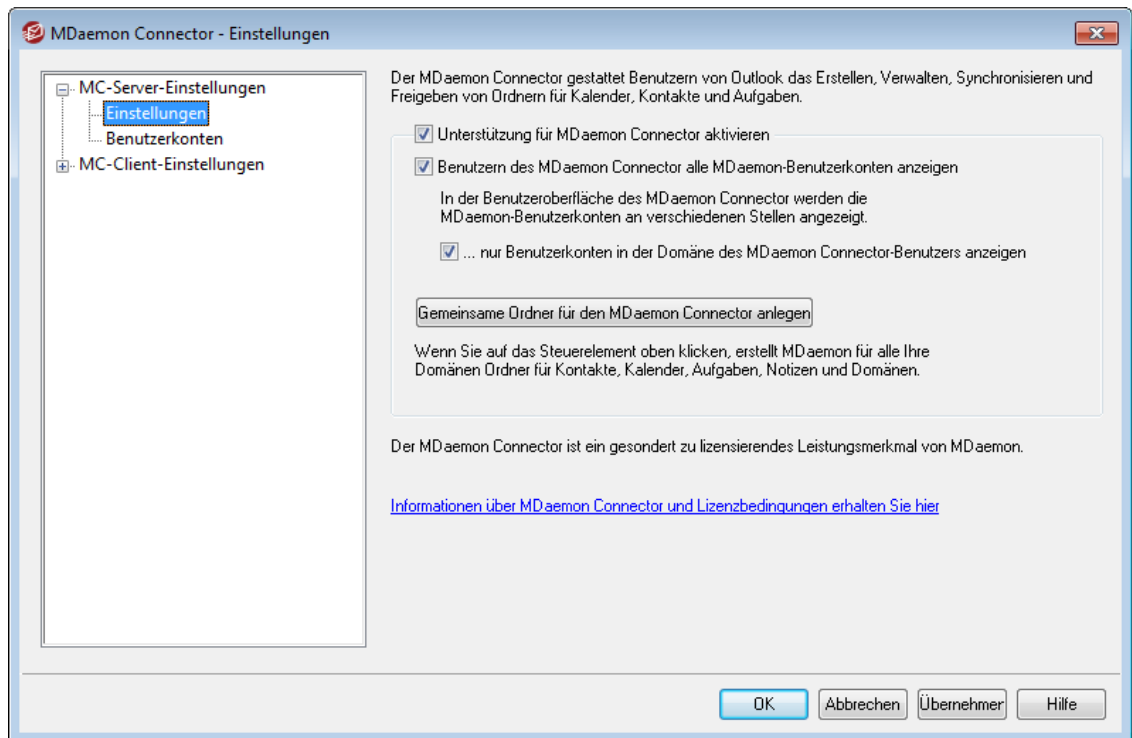 MDaemon Connector - Einstellungen
MC-Server-Einstellungen
Einstellungen
Benutzerkonten
MC-Client-Einstellungen
Der MDaemon Connector gestattet Benutzern von Outlook das Erstellen, Verwalten, Synchronisieren und
Freigeben von Ordnern für Kalender, Kontakte und Aufgaben.
Unterstützung für MDaemon Connector aktivieren
Benutzern des MDaemon Connector alle MDaemon-Benutzerkonten anzeigen
In der Benutzeroberfläche des MDaemon Connector werden die
MDaemon-Benutzerkonten an verschiedenen Stellen angezeigt.
... nur Benutzerkonten in der Domäne des MDaemon Connector-Benutzers anzeigen
Gemeinsame Ordner für den MDaemon Connector anlegen
Wenn Sie auf das Steuerelement oben klicken, erstellt MDaemon für alle Ihre
Domänen Ordner für Kontakte, Kalender, Aufgaben, Notizen und Domänen.
Der MDaemon Connector ist ein gesondert zu lizensierendes Leistungsmerkmal von MDaemon.
Informationen über MDaemon Connector und Lizenzbedingungen erhalten Sie hier
OK
Abbrechen
Übernehmer
Hilfe